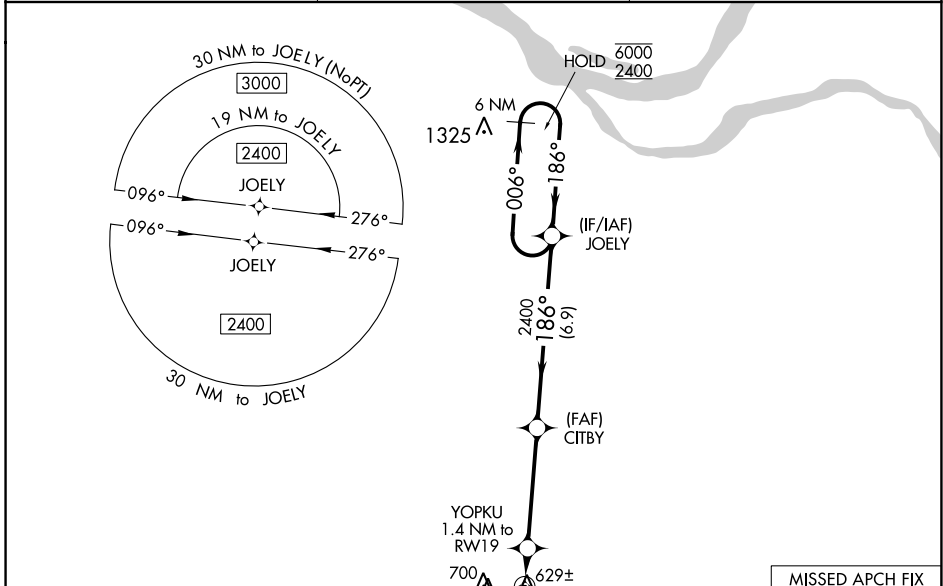 30 NM to JOELY (NoPT)
3000
19 NM to JOELY
2400
JOELY
096°
276°
096°
276°
JOELY
2400
30 NM to JOELY
HOLD 6000
2400
6 NM
1325
006°
186°
(IF/IAF)
JOELY
2400
186°
(6.9)
(FAF)
CITBY
YOPKU
1.4 NM to
RW19
700
629±
MISSED APCH FIX